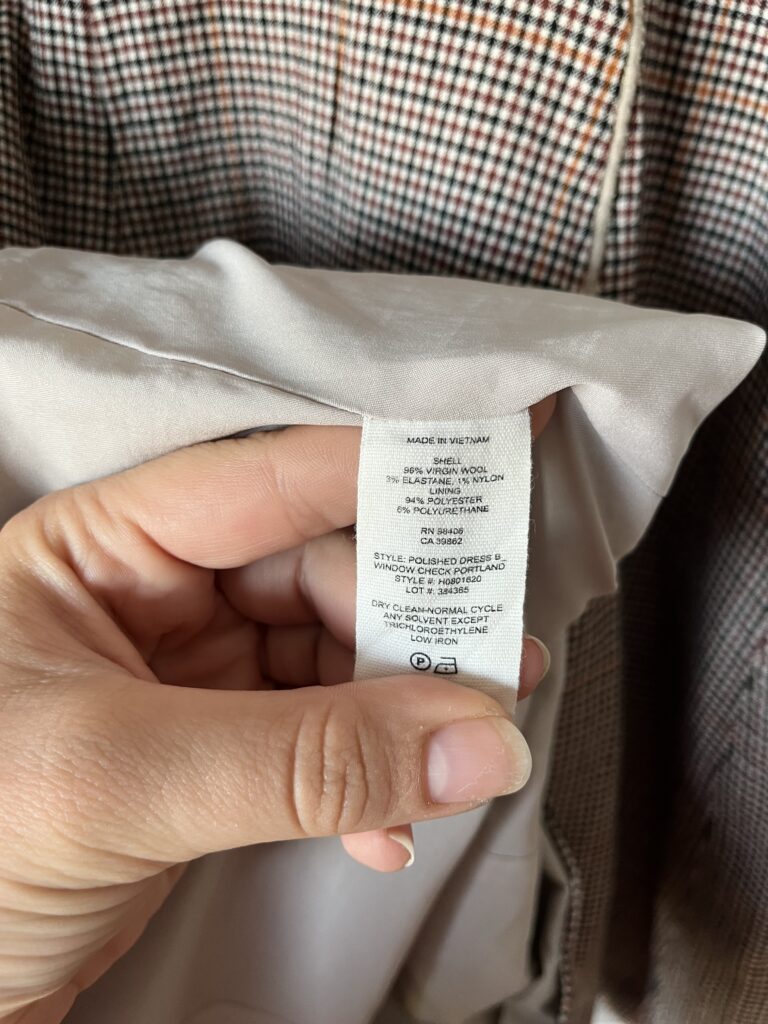 MADE IN VIETNAM
SHELL
96% VIRGIN WOOL
3% ELASTANE, 1% NYLON
LINING
94% POLYESTER
6% POLYURETHANE
RN 98406
CA 39862
STYLE: POLISHED DRESS B_
WINDOW CHECK PORTLAND
STYLE #: H0801620
LOT #: 384365
DRY CLEAN-NORMAL CYCLE
ANY SOLVENT EXCEPT
TRICHLOROETHYLENE
LOW IRON
P